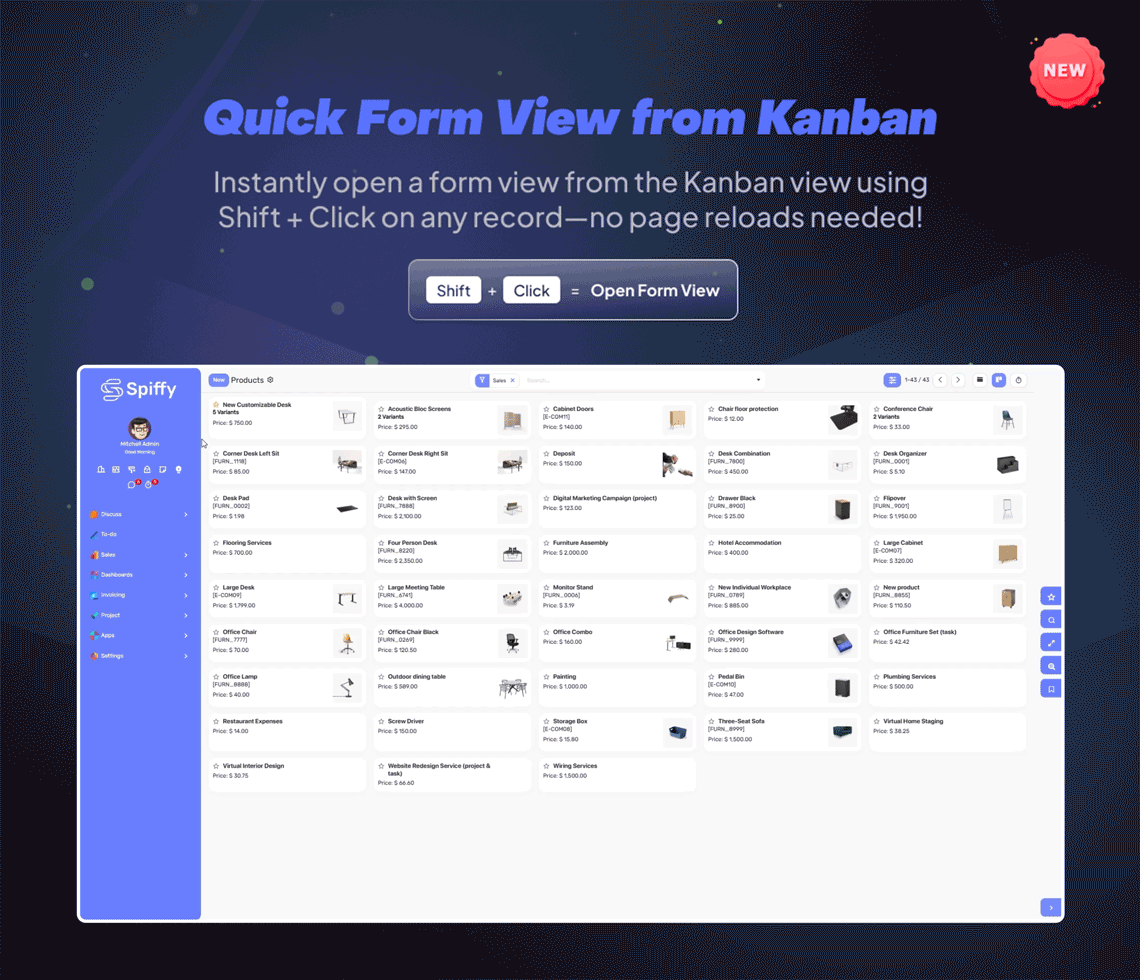 NEW
Quick Form View from Kanban
Instantly open a form view from the Kanban view using
Shift + Click on any record—no page reloads needed!
Shift + Click = Open Form View
Spiffy
Mitchell Admin
Good Morning
Discuss
To-do
Sales
Dashboards
Invoicing
Project
Apps
Settings
New Products
Sales ×
Search...
1-43 / 43
New Customizable Desk
5 Variants
Price: $ 750.00
Acoustic Bloc Screens
2 Variants
Price: $ 295.00
Cabinet Doors
[E-COM11]
Price: $ 140.00
Chair floor protection
Price: $ 12.00
Conference Chair
2 Variants
Price: $ 33.00
Corner Desk Left Sit
[FURN_1118]
Price: $ 85.00
Corner Desk Right Sit
[E-COM06]
Price: $ 147.00
Deposit
Price: $ 150.00
Desk Combination
[FURN_7800]
Price: $ 450.00
Desk Organizer
[FURN_0001]
Price: $ 5.10
Desk Pad
[FURN_0002]
Price: $ 1.98
Desk with Screen
[FURN_7888]
Price: $ 2,100.00
Digital Marketing Campaign (project)
Price: $ 123.00
Drawer Black
[FURN_8900]
Price: $ 25.00
Flipover
[FURN_9001]
Price: $ 1,950.00
Flooring Services
Price: $ 700.00
Four Person Desk
[FURN_8220]
Price: $ 2,350.00
Furniture Assembly
Price: $ 2,000.00
Hotel Accommodation
Price: $ 400.00
Large Cabinet
[E-COM07]
Price: $ 320.00
Large Desk
[E-COM09]
Price: $ 1,799.00
Large Meeting Table
[FURN_6741]
Price: $ 4,000.00
Monitor Stand
[FURN_0006]
Price: $ 3.19
New Individual Workplace
[FURN_0789]
Price: $ 885.00
New product
[FURN_8855]
Price: $ 110.50
Office Chair
[FURN_7777]
Price: $ 70.00
Office Chair Black
[FURN_0269]
Price: $ 120.50
Office Combo
Price: $ 160.00
Office Design Software
[FURN_9999]
Price: $ 280.00
Office Furniture Set (task)
Price: $ 42.42
Office Lamp
[FURN_8888]
Price: $ 40.00
Outdoor dining table
Price: $ 589.00
Painting
Price: $ 1,000.00
Pedal Bin
[E-COM10]
Price: $ 47.00
Plumbing Services
Price: $ 500.00
Restaurant Expenses
Price: $ 14.00
Screw Driver
Price: $ 150.00
Storage Box
[E-COM08]
Price: $ 15.80
Three-Seat Sofa
[FURN_8999]
Price: $ 1,500.00
Virtual Home Staging
Price: $ 38.25
Virtual Interior Design
Price: $ 30.75
Website Redesign Service (project &
task)
Price: $ 66.60
Wiring Services
Price: $ 1,500.00